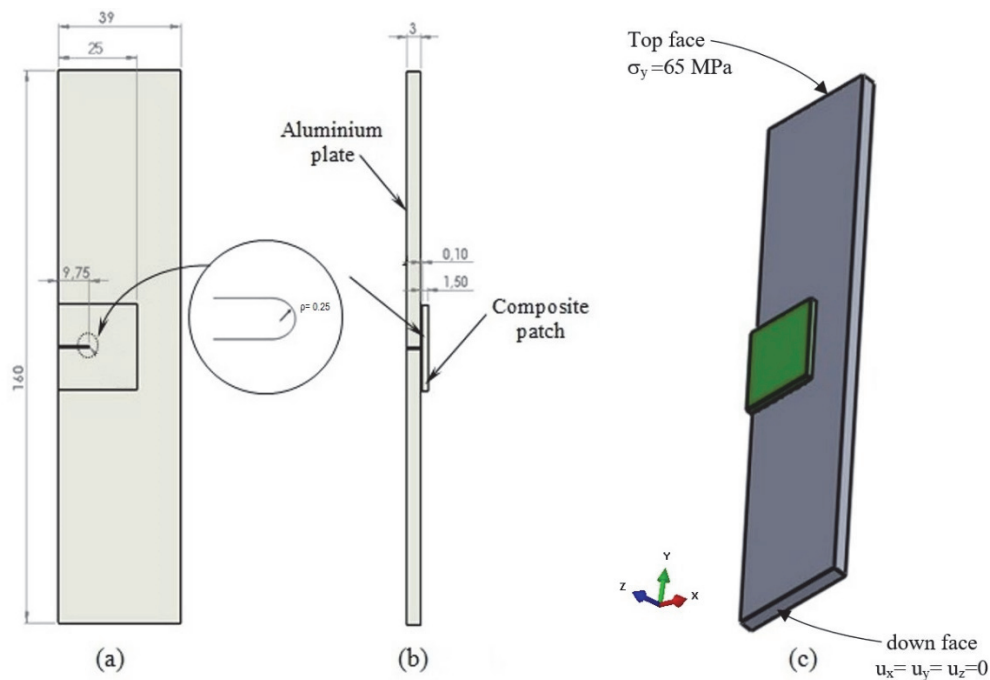 39
25
3
Top face
σy =65 MPa
Aluminium
plate
9,75
0,10
1,50
ρ= 0.25
Composite
patch
160
Y
Z
X
(a)
(b)
(c)
down face
ux= uy= uz=0